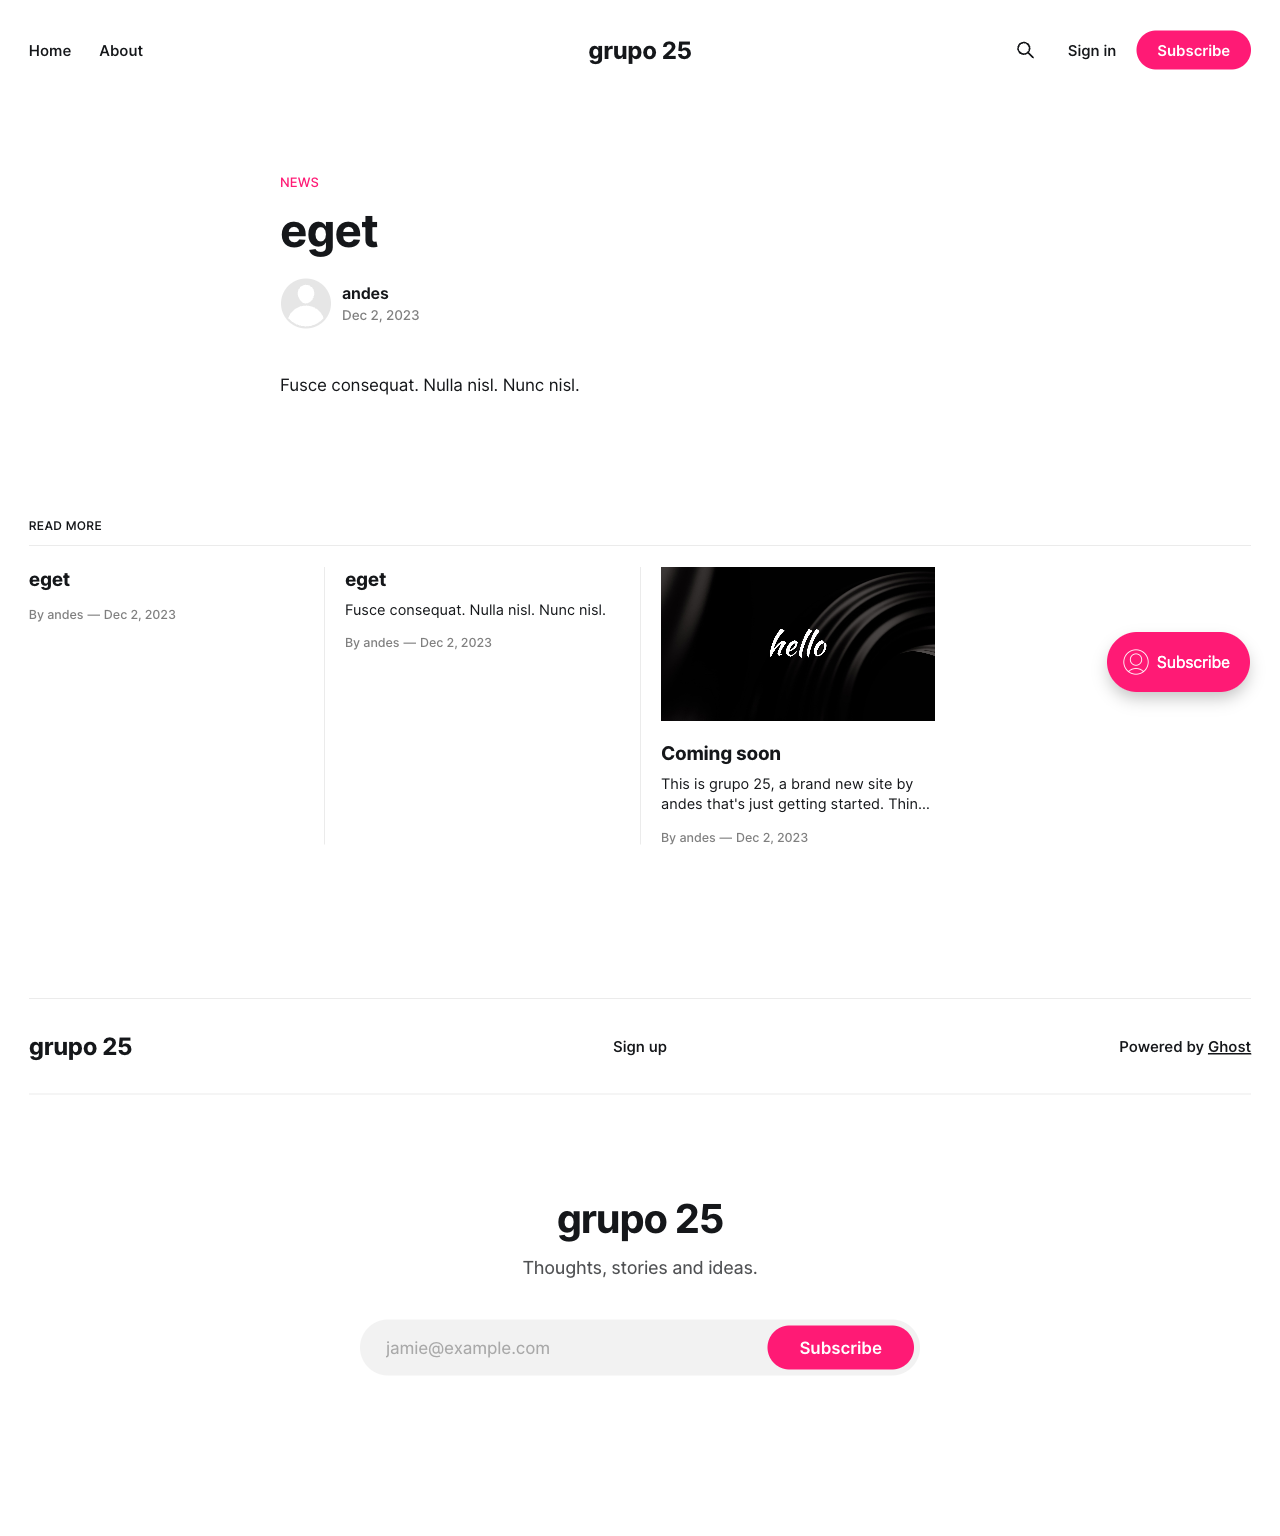 Home
About
grupo 25
Sign in
Subscribe
NEWS
eget
andes
Dec 2, 2023
Fusce consequat. Nulla nisl. Nunc nisl.
READ MORE
eget
By andes — Dec 2, 2023
eget
Fusce consequat. Nulla nisl. Nunc nisl.
By andes — Dec 2, 2023
hello
Coming soon
This is grupo 25, a brand new site by
andes that's just getting started. Thin...
By andes — Dec 2, 2023
Subscribe
grupo 25
Sign up
Powered by Ghost
grupo 25
Thoughts, stories and ideas.
jamie@example.com
Subscribe